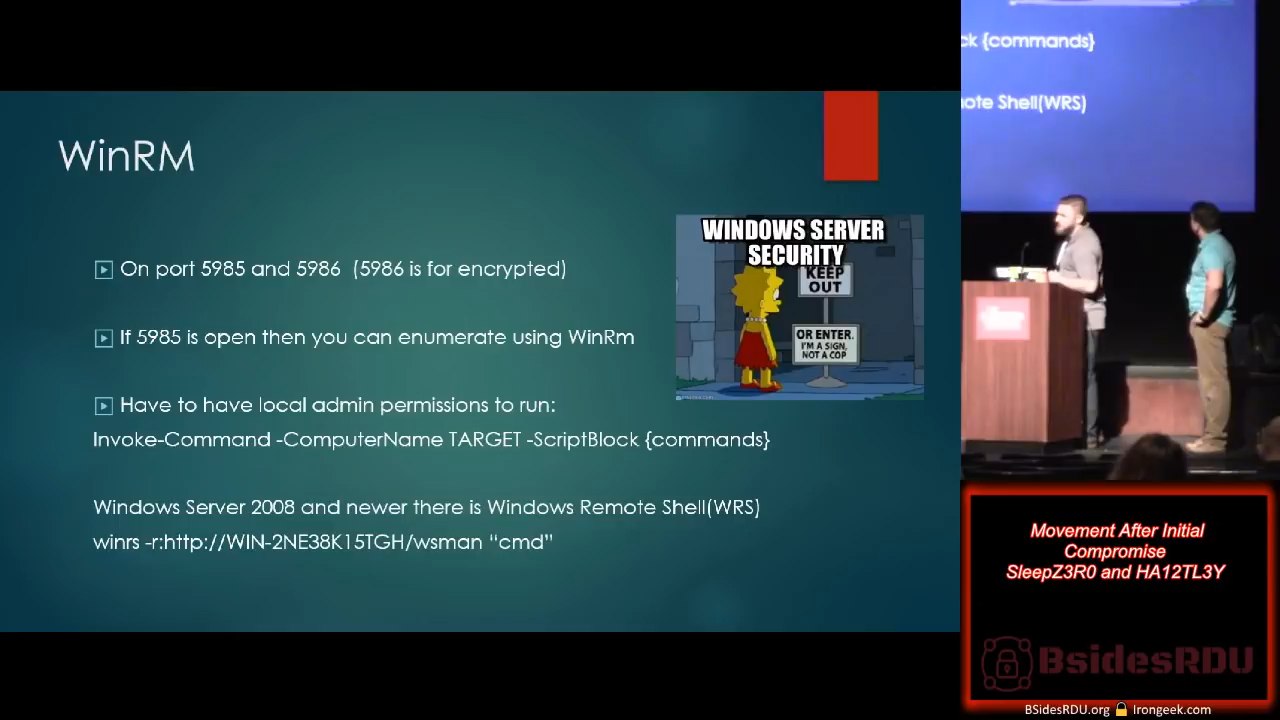 WinRM
On port 5985 and 5986 (5986 is for encrypted)
If 5985 is open then you can enumerate using WinRm
Have to have local admin permissions to run:
Invoke-Command -ComputerName TARGET -ScriptBlock {commands}
Windows Server 2008 and newer there is Windows Remote Shell(WRS)
winrs -r:http://WIN-2NE38K15TGH/wsman “cmd”
WINDOWS SERVER
SECURITY
KEEP
OUT
OR ENTER.
I'M A SIGN,
NOT A COP
ck {commands}
ote Shell(WRS)
Movement After Initial
Compromise
SleepZ3R0 and HA12TL3Y
BsidesRDU
BSidesRDU.org Irongeek.com